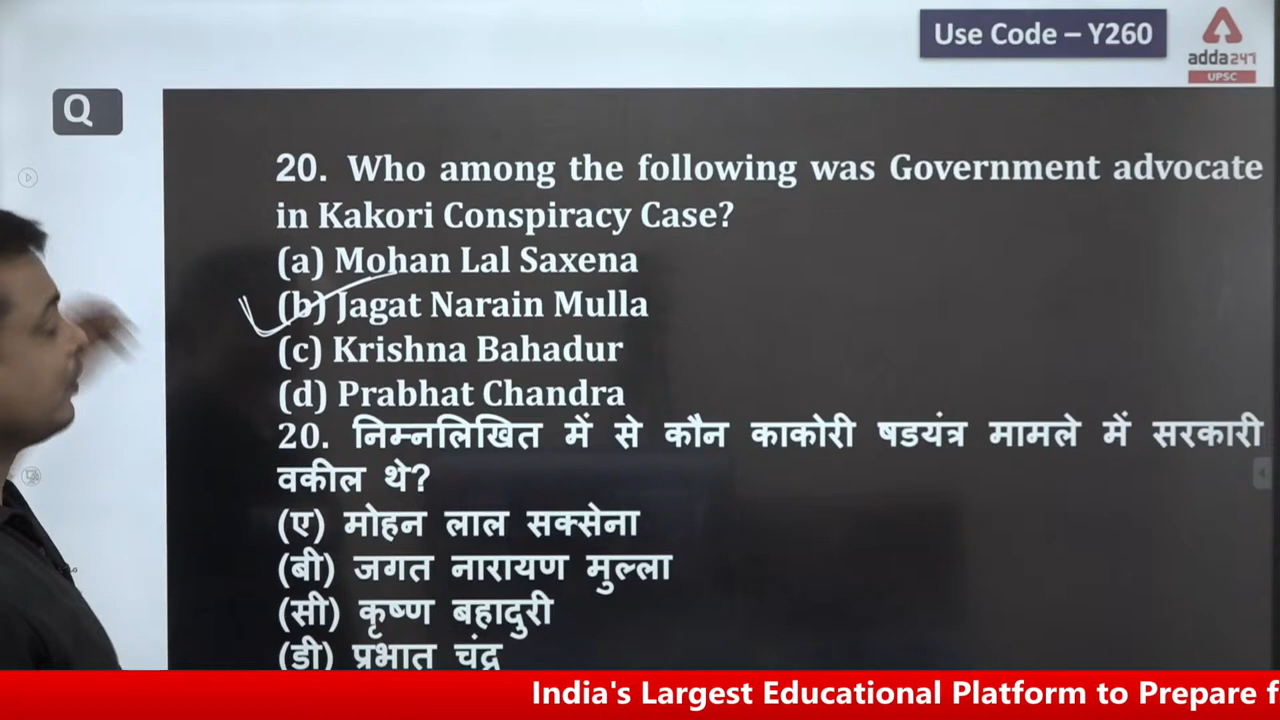 Use Code – Y260
adda247
UPSC
Q
20. Who among the following was Government advocate
in Kakori Conspiracy Case?
(a) Mohan Lal Saxena
(b) Jagat Narain Mulla
(c) Krishna Bahadur
(d) Prabhat Chandra
20. निम्नलिखित में से कौन काकोरी षडयंत्र मामले में सरकारी
वकील थे?
(ए) मोहन लाल सक्सेना
(बी) जगत नारायण मुल्ला
(सी) कृष्ण बहादुरी
(डी) प्रभात चंद्र
India's Largest Educational Platform to Prepare f